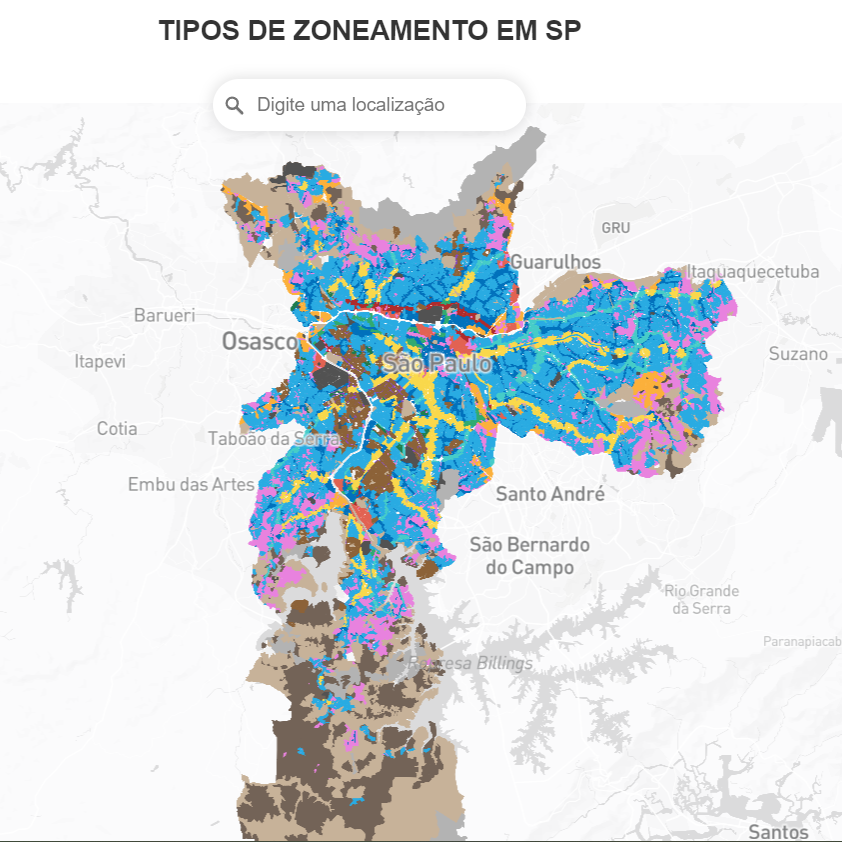 TIPOS DE ZONEAMENTO EM SP
Digite uma localização
GRU
Guarulhos
Itaquaquecetuba
Barueri
Osasco
São Paulo
Suzano
Itapevi
Cotia
Taboão da Serra
Embu das Artes
Santo André
São Bernardo
do Campo
Rio Grande
da Serra
Paranapiacab
Represa Billings
Santos